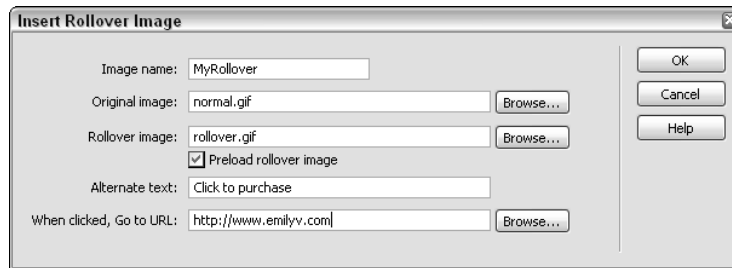 Insert Rollover Image
Image name: MyRollover
OK
Original image: normal.gif Browse...
Cancel
Rollover image: rollover.gif Browse...
Help
Preload rollover image
Alternate text: Click to purchase
When clicked, Go to URL: http://www.emilyv.com Browse...